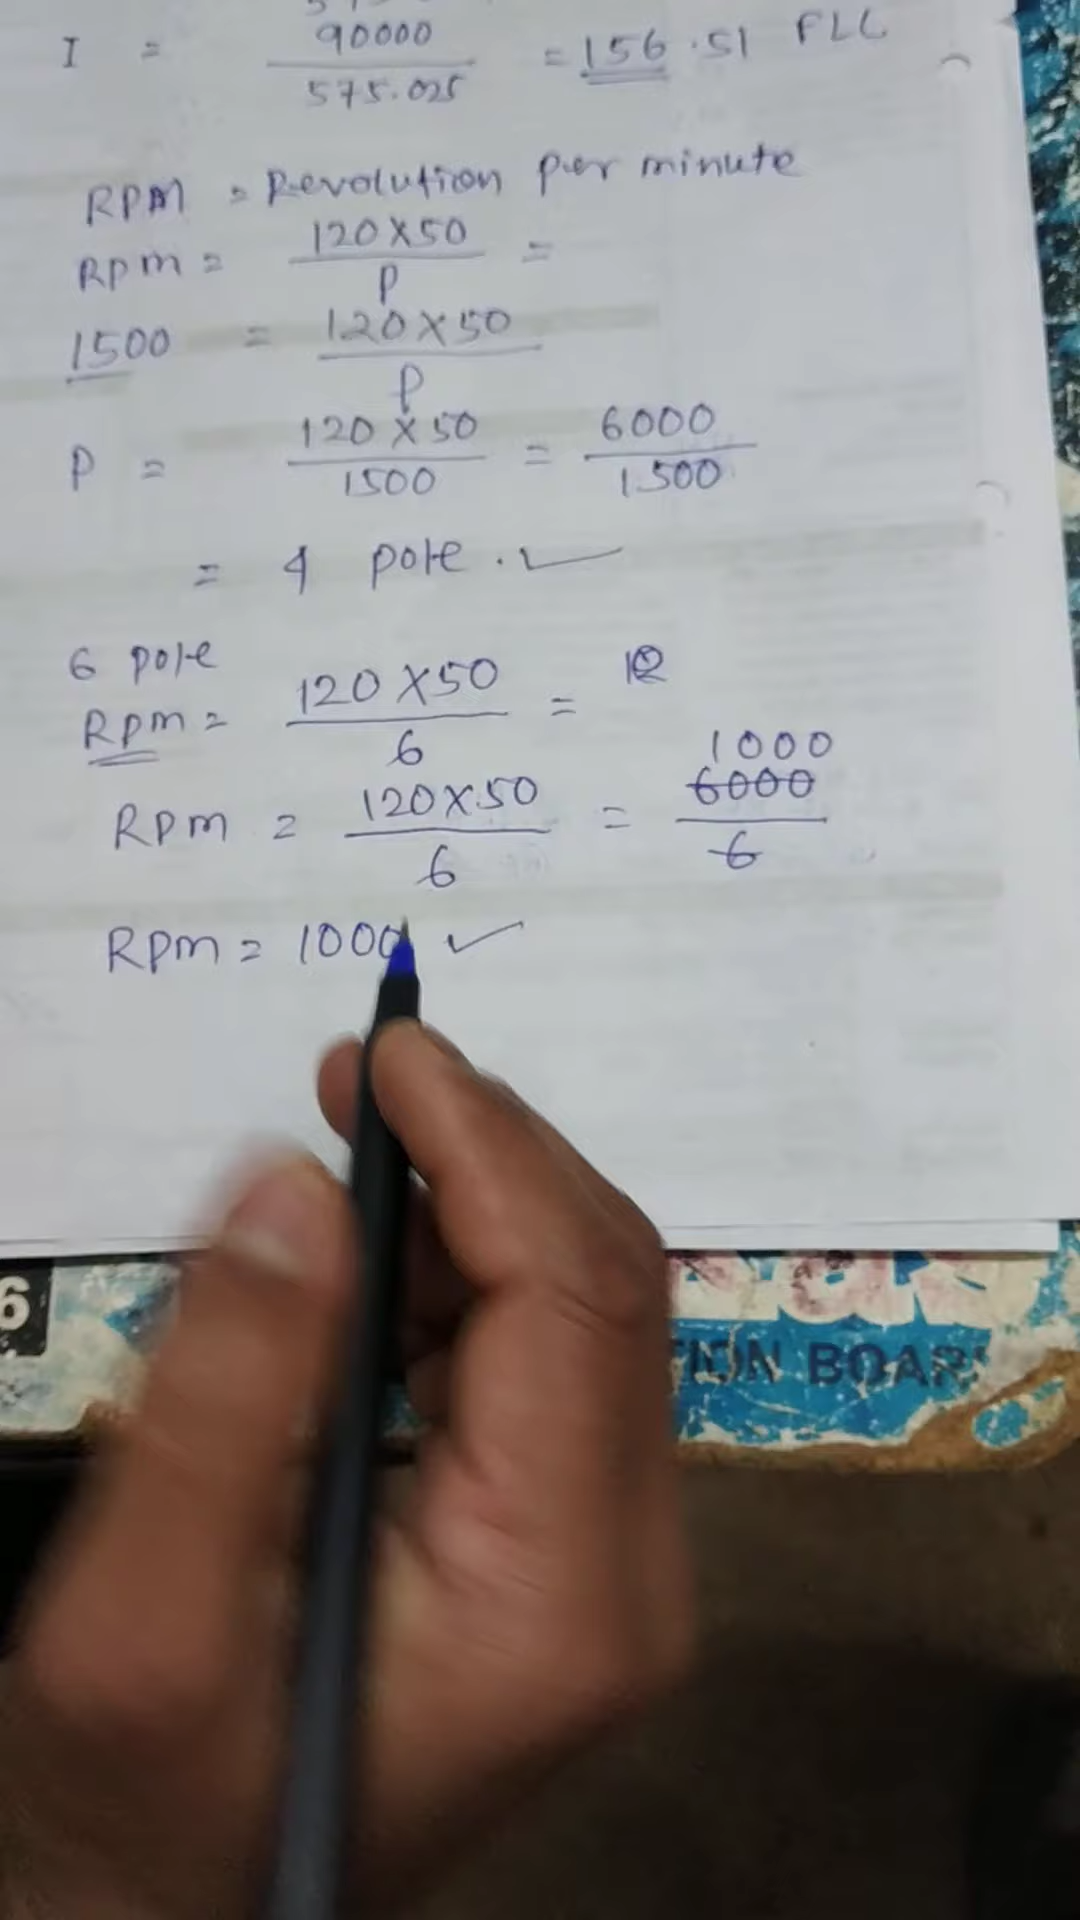 90000
I = ――― = 156.51 FLC
575.025
RPM = Revolution per minute
Rpm = 120 X 50 / P =
1500 = 120 X 50 / P
P = 120 X 50 / 1500 = 6000 / 1500
= 4 pole. ✓
6 pole
Rpm = 120 X 50 / 6 =
Rpm = 120 X 50 / 6 = 6000 / 6 1000
Rpm = 1000 ✓
6
BOAR